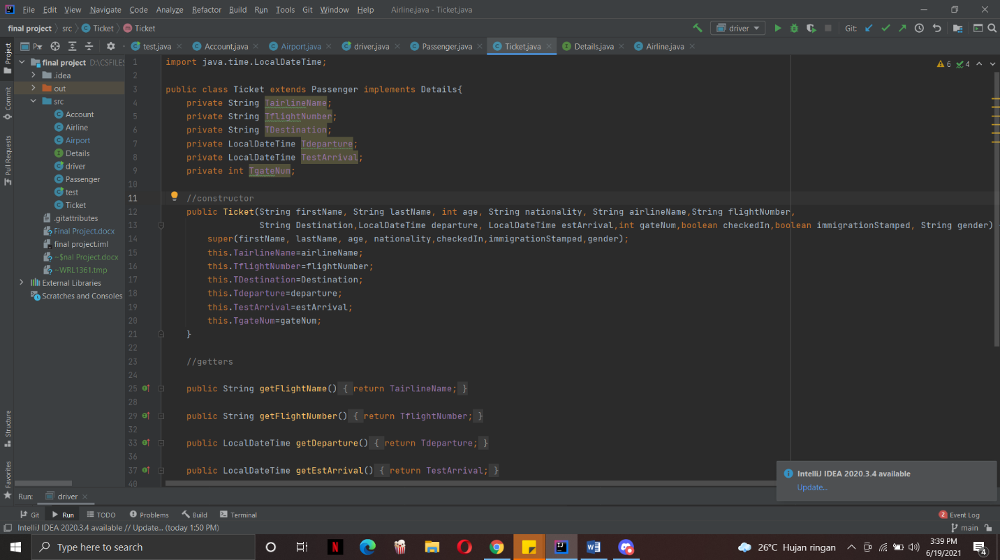 File Edit View Navigate Code Analyze Refactor Build Run Tools Git Window Help Airline.java - Ticket.java
final project src Ticket Ticket driver Git:
Project test.java Account.java Airport.java driver.java Passenger.java Ticket.java Details.java Airline.java
final project D:\CSFILES
.idea
out
src
Account
Airline
Airport
Details
driver
Passenger
test
Ticket
.gitattributes
Final Project.docx
final project.iml
~$nal Project.docx
~WRL1361.tmp
External Libraries
Scratches and Consoles
Project
Commit
Pull Requests
Structure
Favorites
6 4
1 import java.time.LocalDateTime;
2
3 public class Ticket extends Passenger implements Details{
4 private String TairlineName;
5 private String TflightNumber;
6 private String TDestination;
7 private LocalDateTime Tdeparture;
8 private LocalDateTime TestArrival;
9 private int TgateNum;
10
11 //constructor
12 public Ticket(String firstName, String lastName, int age, String nationality, String airlineName,String flightNumber,
13 String Destination,LocalDateTime departure, LocalDateTime estArrival,int gateNum,boolean checkedIn,boolean immigrationStamped, String gender)
14 super(firstName, lastName, age, nationality,checkedIn,immigrationStamped,gender);
15 this.TairlineName=airlineName;
16 this.TflightNumber=flightNumber;
17 this.TDestination=Destination;
18 this.Tdeparture=departure;
19 this.TestArrival=estArrival;
20 this.TgateNum=gateNum;
21 }
22
23 //getters
24
25 public String getFlightName() { return TairlineName; }
28
29 public String getFlightNumber() { return TflightNumber; }
32
33 public LocalDateTime getDeparture() { return Tdeparture; }
36
37 public LocalDateTime getEstArrival() { return TestArrival; }
40
IntelliJ IDEA 2020.3.4 available
Update...
Run: driver
Git Run TODO Problems Build Terminal 2 Event Log
IntelliJ IDEA 2020.3.4 available // Update... (today 1:50 PM) main
Type here to search 26°C Hujan ringan 3:39 PM
6/19/2021 4